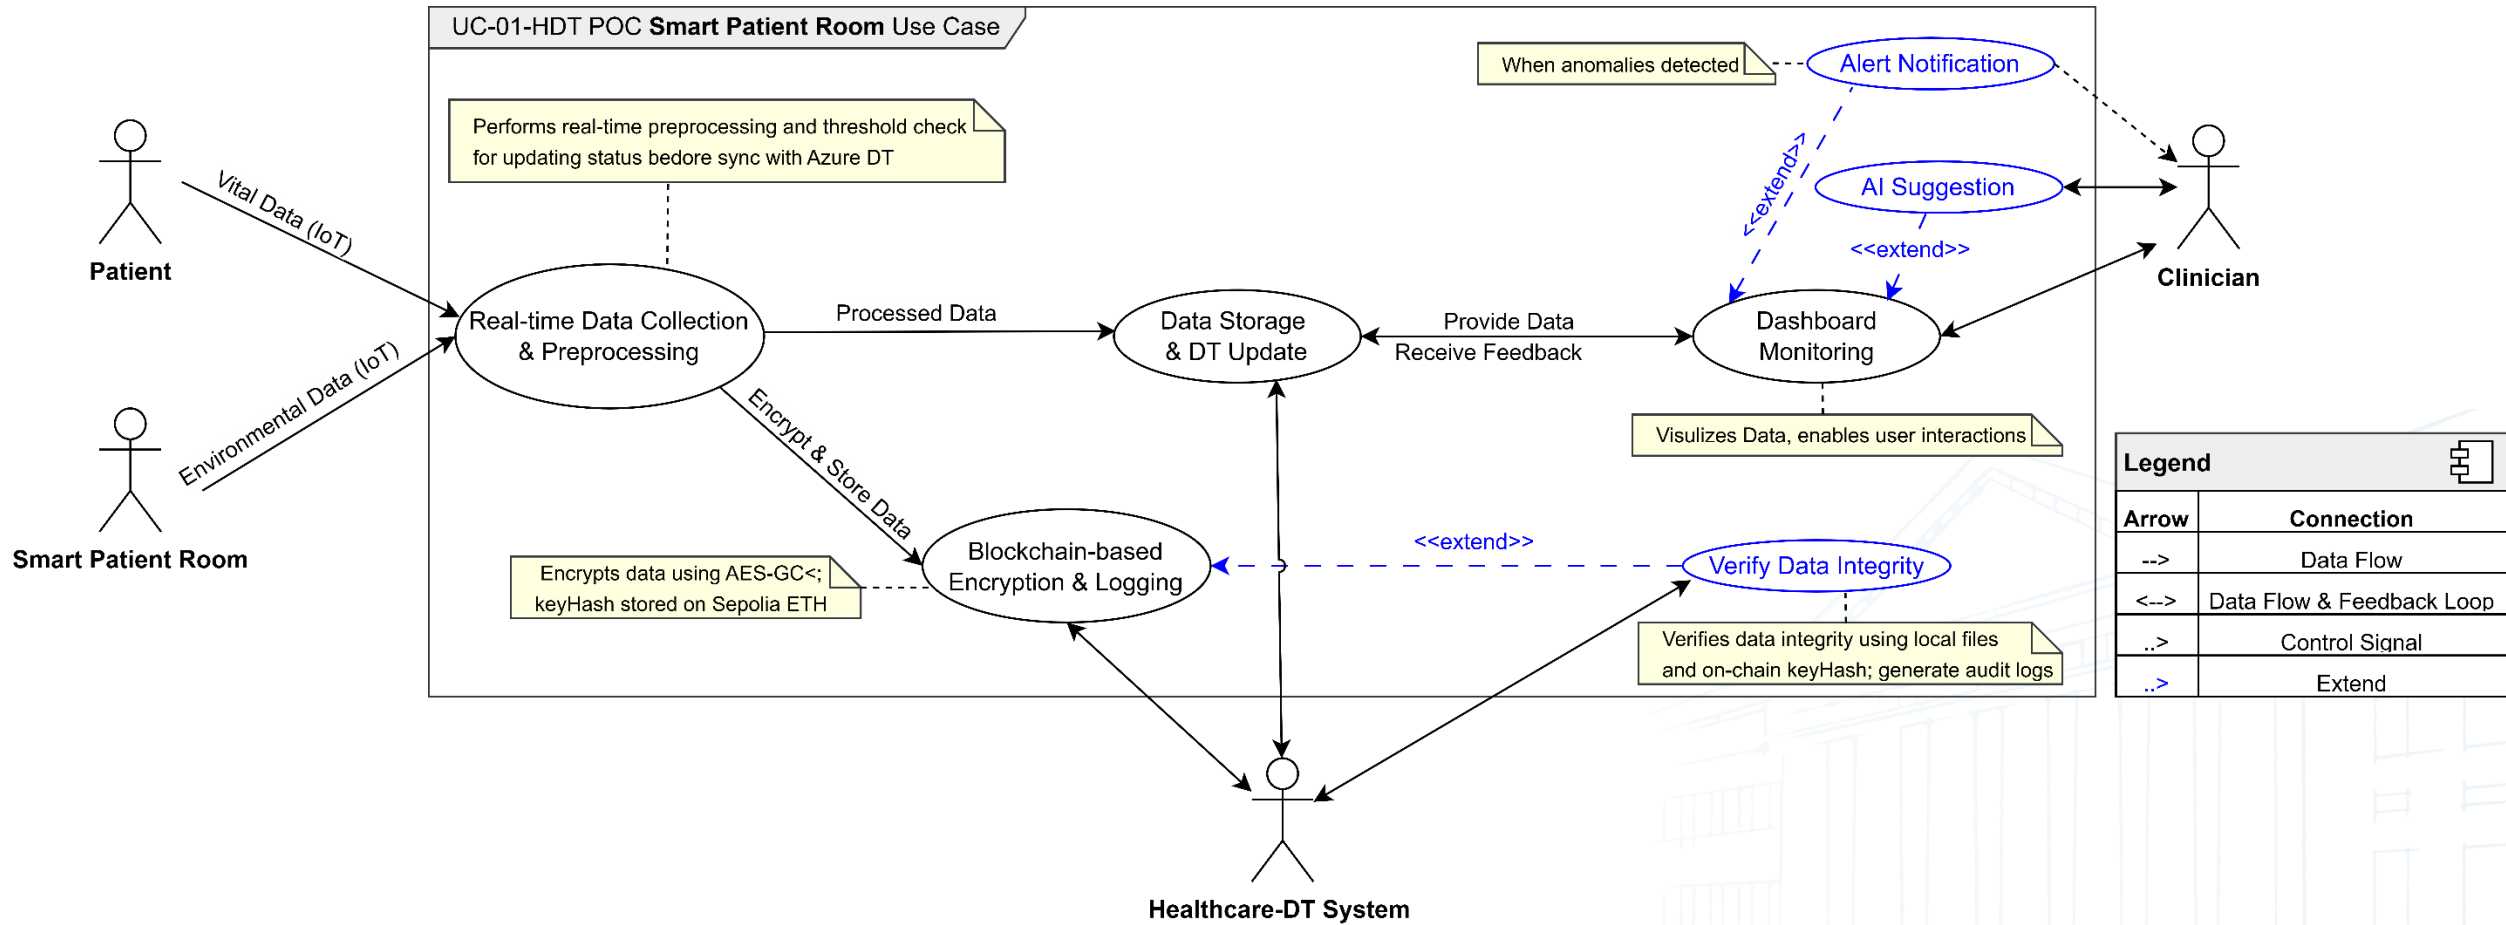 UC-01-HDT POC Smart Patient Room Use Case
When anomalies detected
Alert Notification
Performs real-time preprocessing and threshold check
for updating status bedore sync with Azure DT
<<extend>>
AI Suggestion
<<extend>>
Clinician
Vital Data (IoT)
Patient
Real-time Data Collection
& Preprocessing
Processed Data
Data Storage
& DT Update
Provide Data
Receive Feedback
Dashboard
Monitoring
Environmental Data (IoT)
Smart Patient Room
Encrypt & Store Data
Visulizes Data, enables user interactions
Blockchain-based
Encryption & Logging
<<extend>>
Verify Data Integrity
Encrypts data using AES-GC<;
keyHash stored on Sepolia ETH
Verifies data integrity using local files
and on-chain keyHash; generate audit logs
Healthcare-DT System
Legend
Arrow Connection
--> Data Flow
<--> Data Flow & Feedback Loop
..> Control Signal
..> Extend